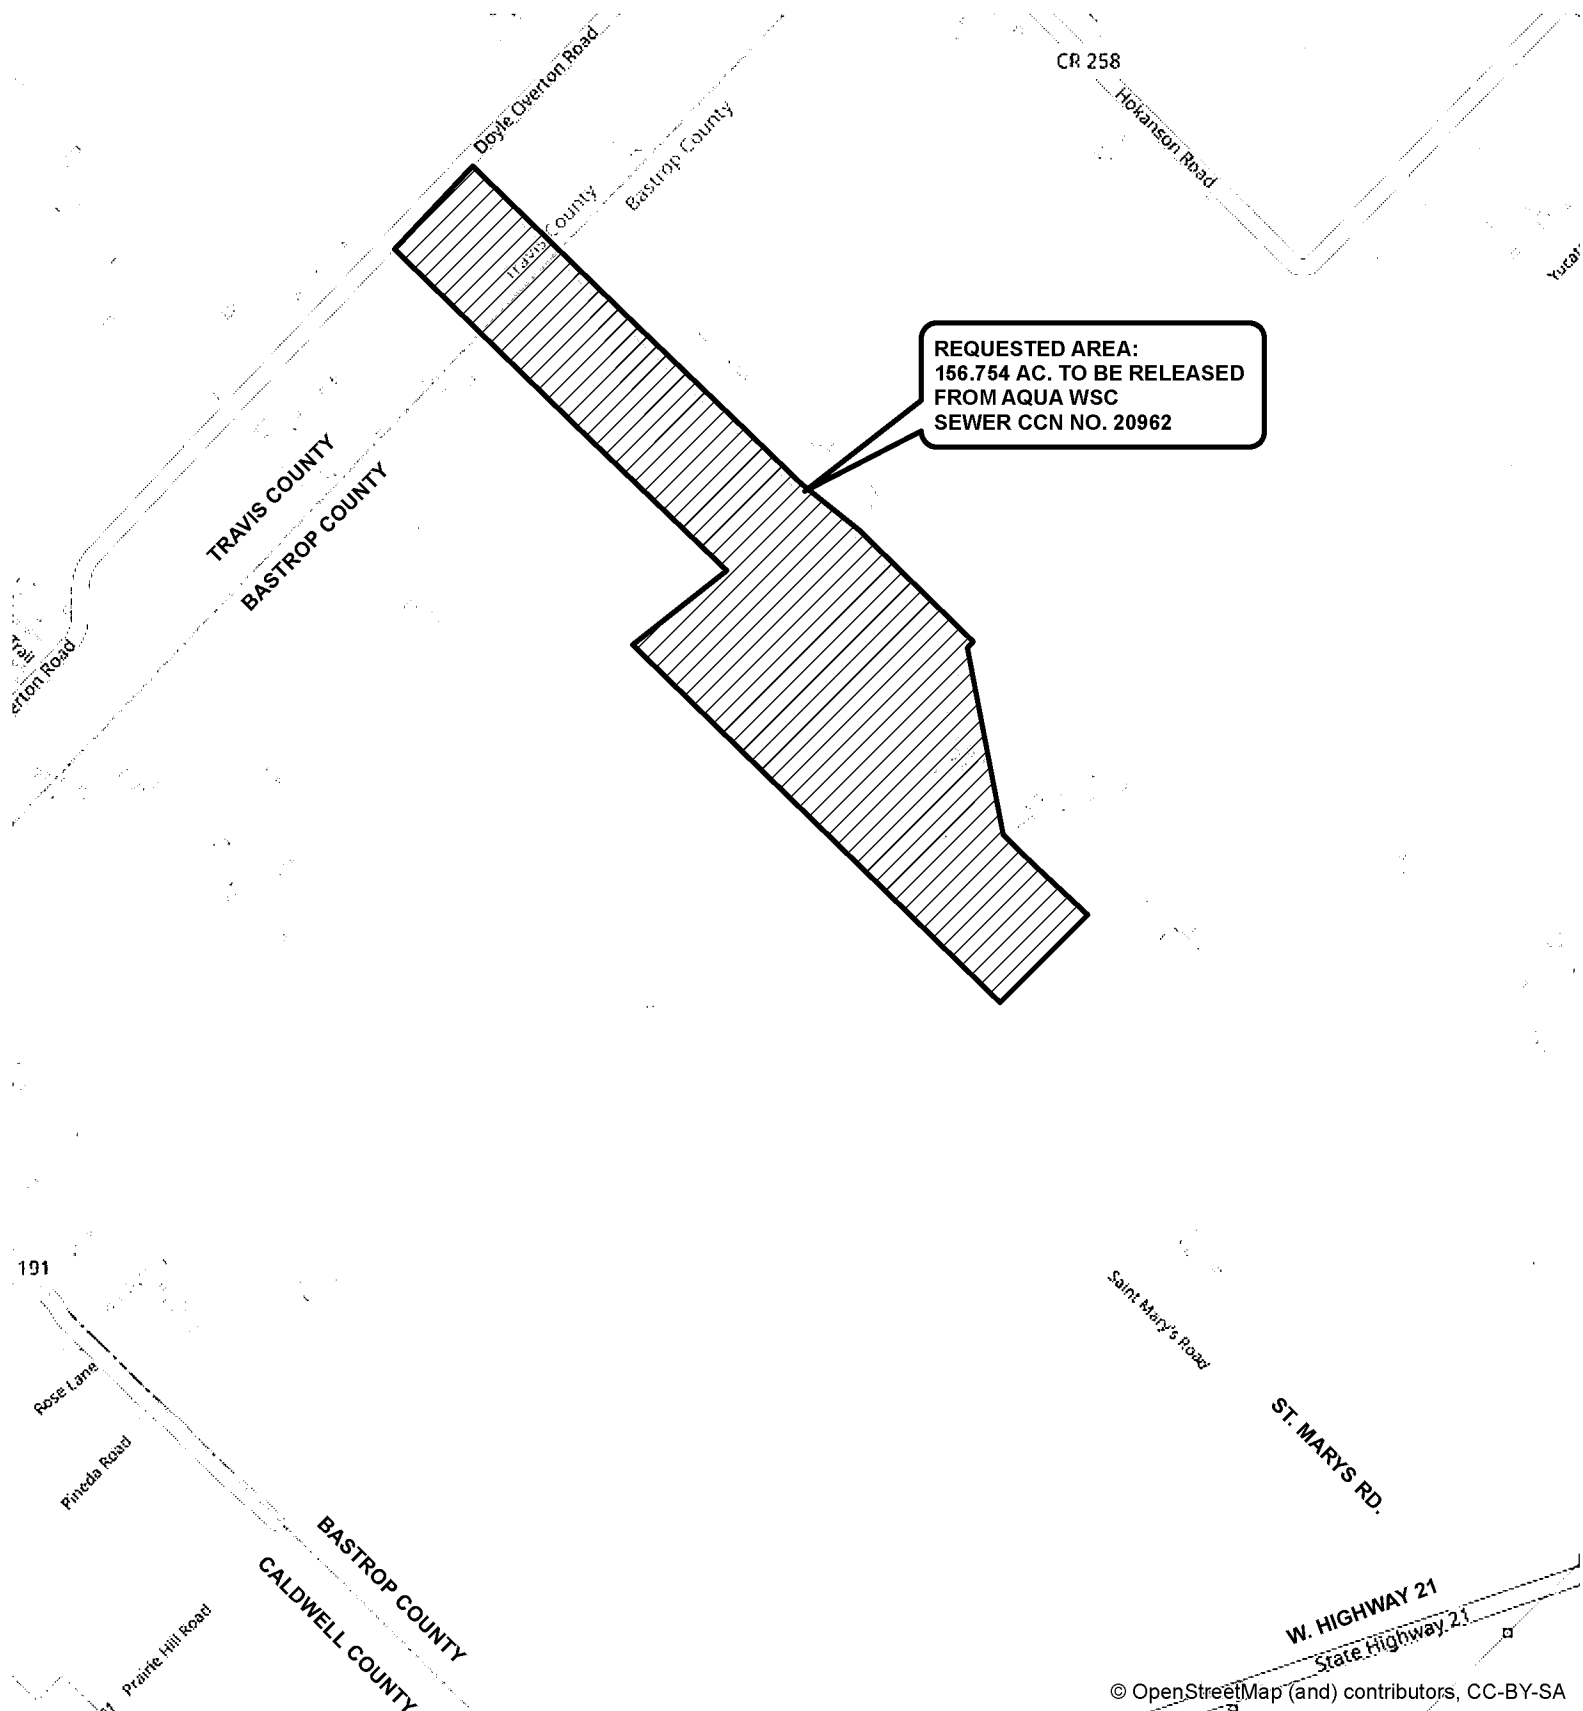 CR 258
Doyle Overton Road
Hokanson Road
Bastrop County
Travis County
REQUESTED AREA:
156.754 AC. TO BE RELEASED
FROM AQUA WSC
SEWER CCN NO. 20962
TRAVIS COUNTY
BASTROP COUNTY
Trail
erton Road
191
Rose Lane
Pineda Road
Prairie Hill Road
BASTROP COUNTY
CALDWELL COUNTY
Saint Mary's Road
ST. MARYS RD.
W. HIGHWAY 21
State Highway 21
© OpenStreetMap (and) contributors, CC-BY-SA